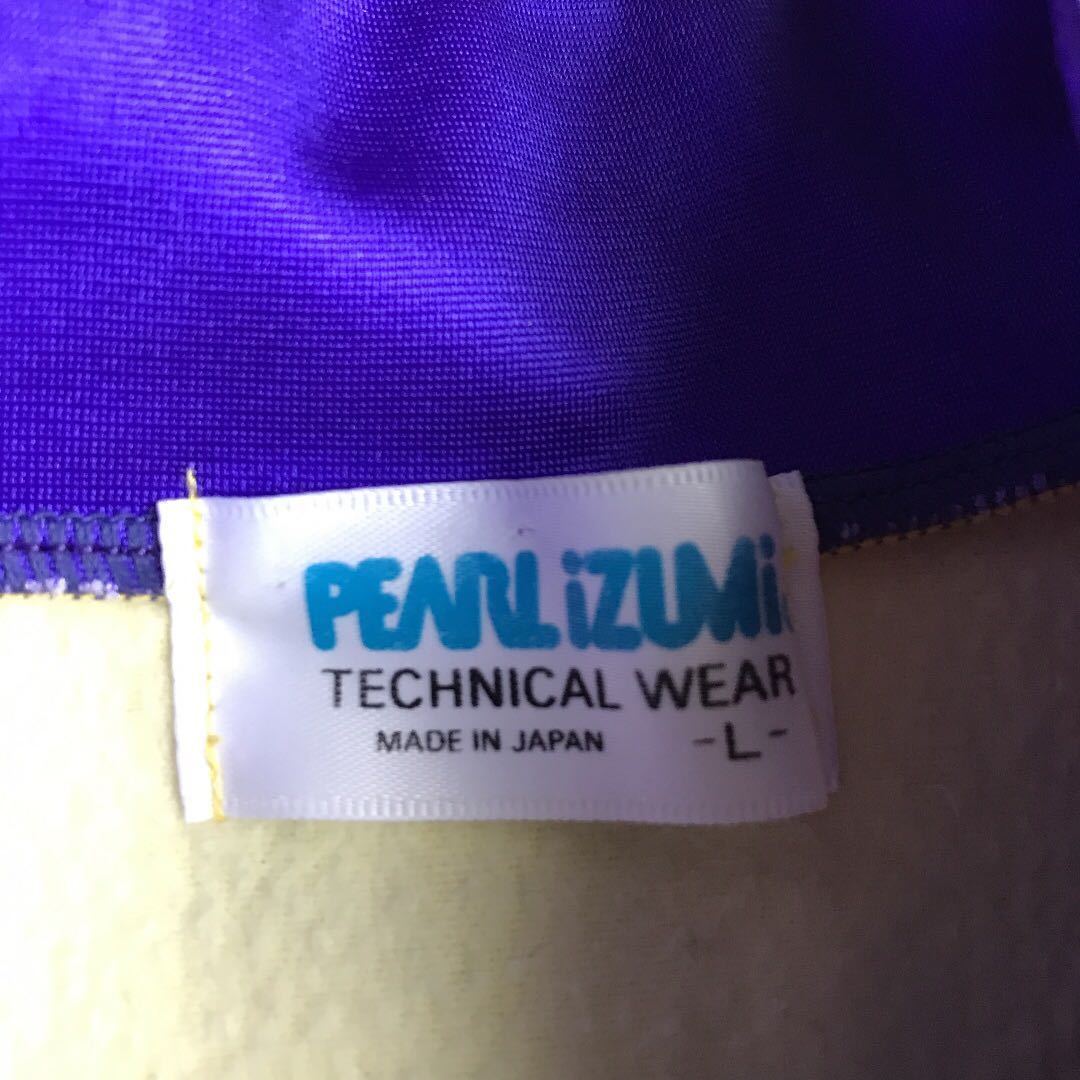 PEARL iZUMi
TECHNICAL WEAR
MADE IN JAPAN -L-